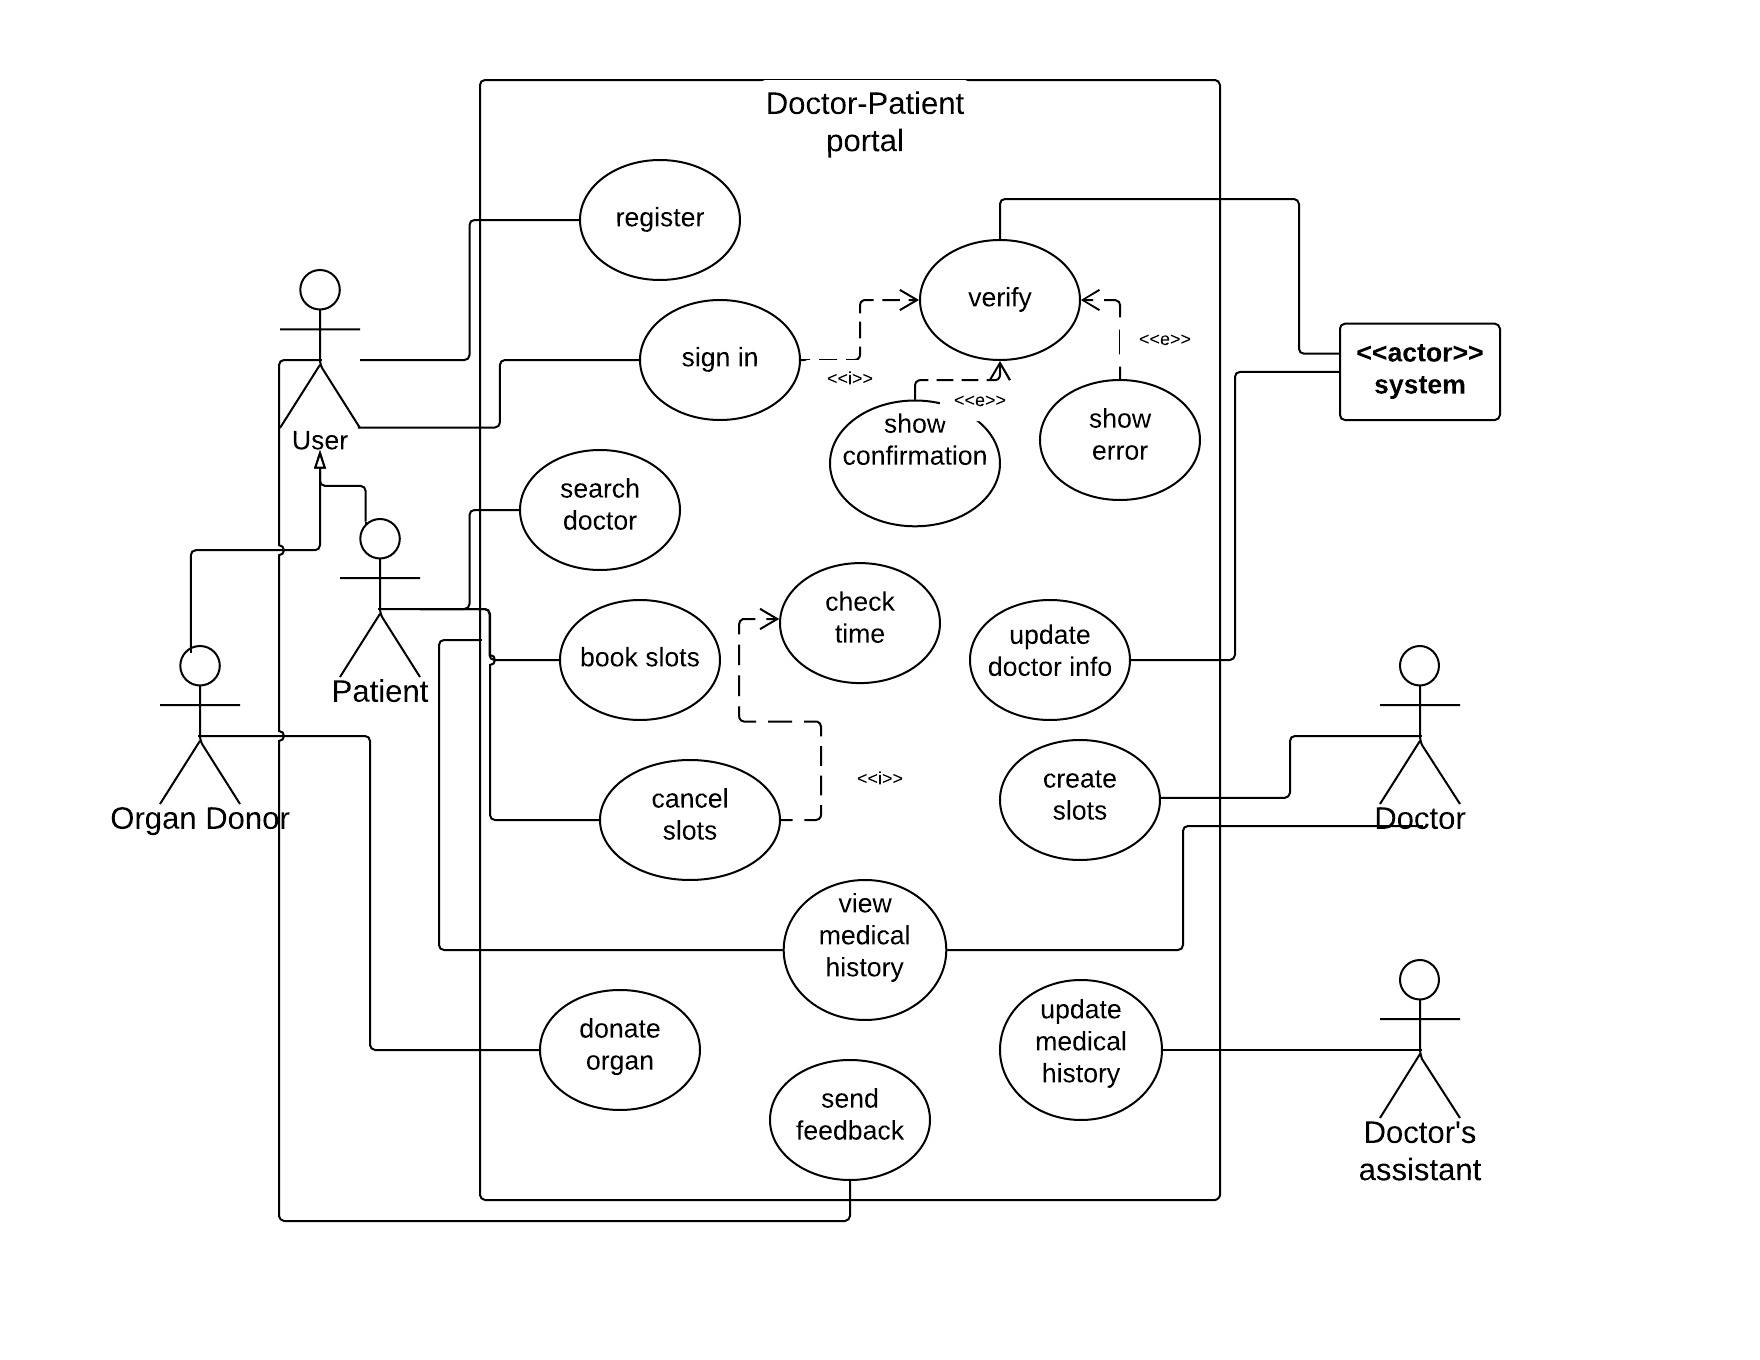 Doctor-Patient
portal
register
verify
sign in
<<i>>
<<e>>
<<e>>
<<actor>>
system
show
confirmation
show
error
User
search
doctor
check
time
update
doctor info
book slots
Patient
cancel
slots
<<i>>
create
slots
Organ Donor
Doctor
view
medical
history
donate
organ
update
medical
history
send
feedback
Doctor's
assistant